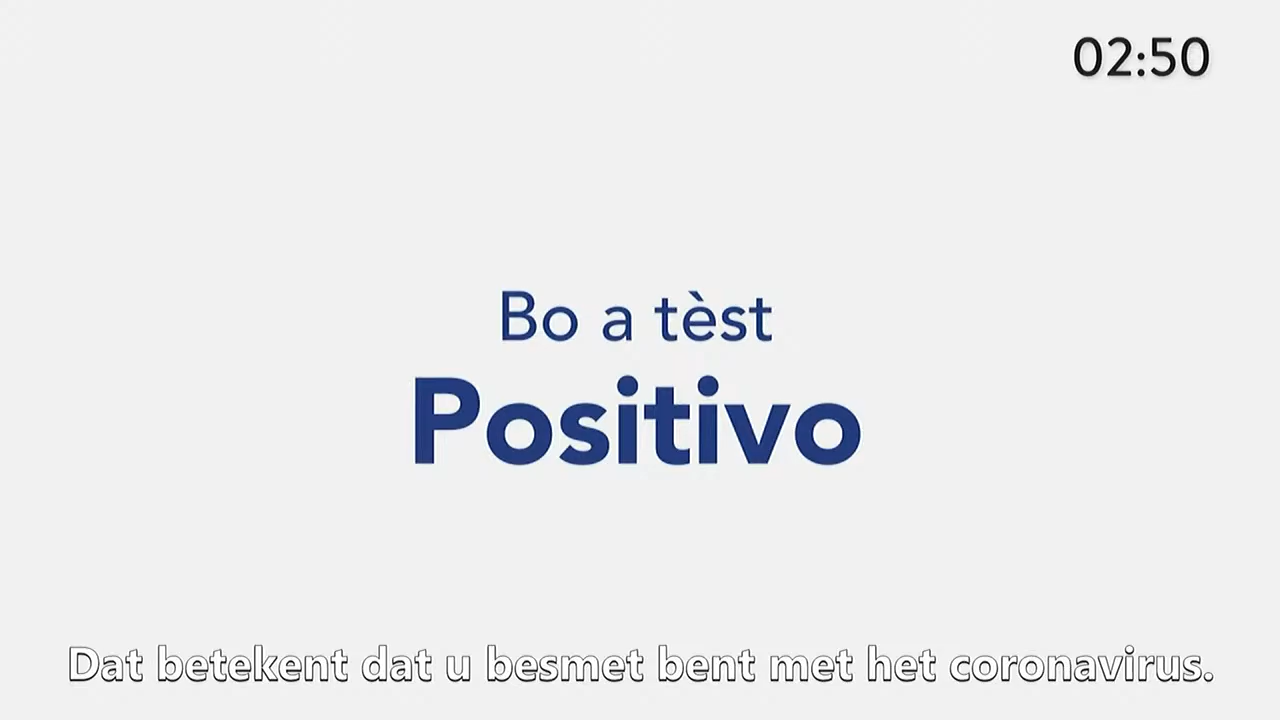 02:50
Bo a tèst
Positivo
Dat betekent dat u besmet bent met het coronavirus.